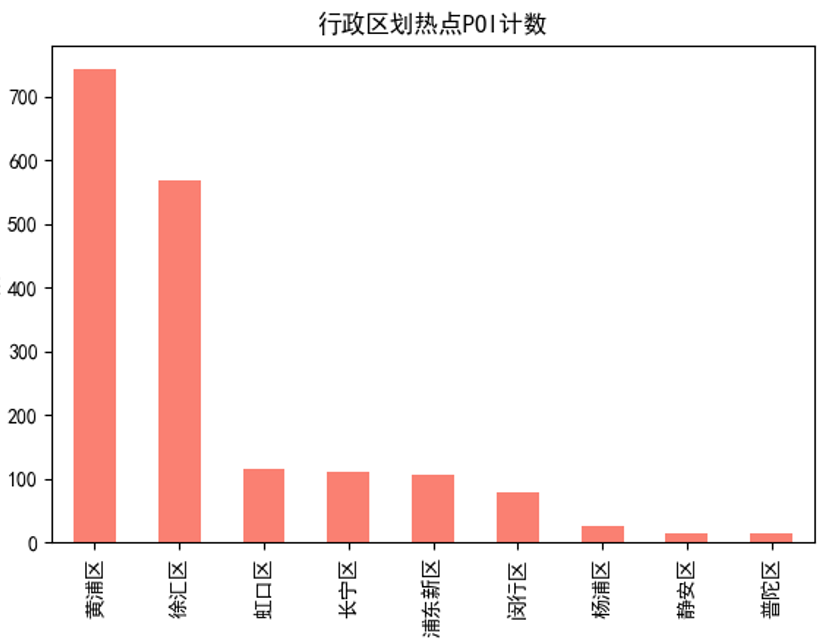 行政区划热点POI计数
700
600
500
400
300
200
100
0
黄浦区
徐汇区
虹口区
长宁区
浦东新区
闵行区
杨浦区
静安区
普陀区